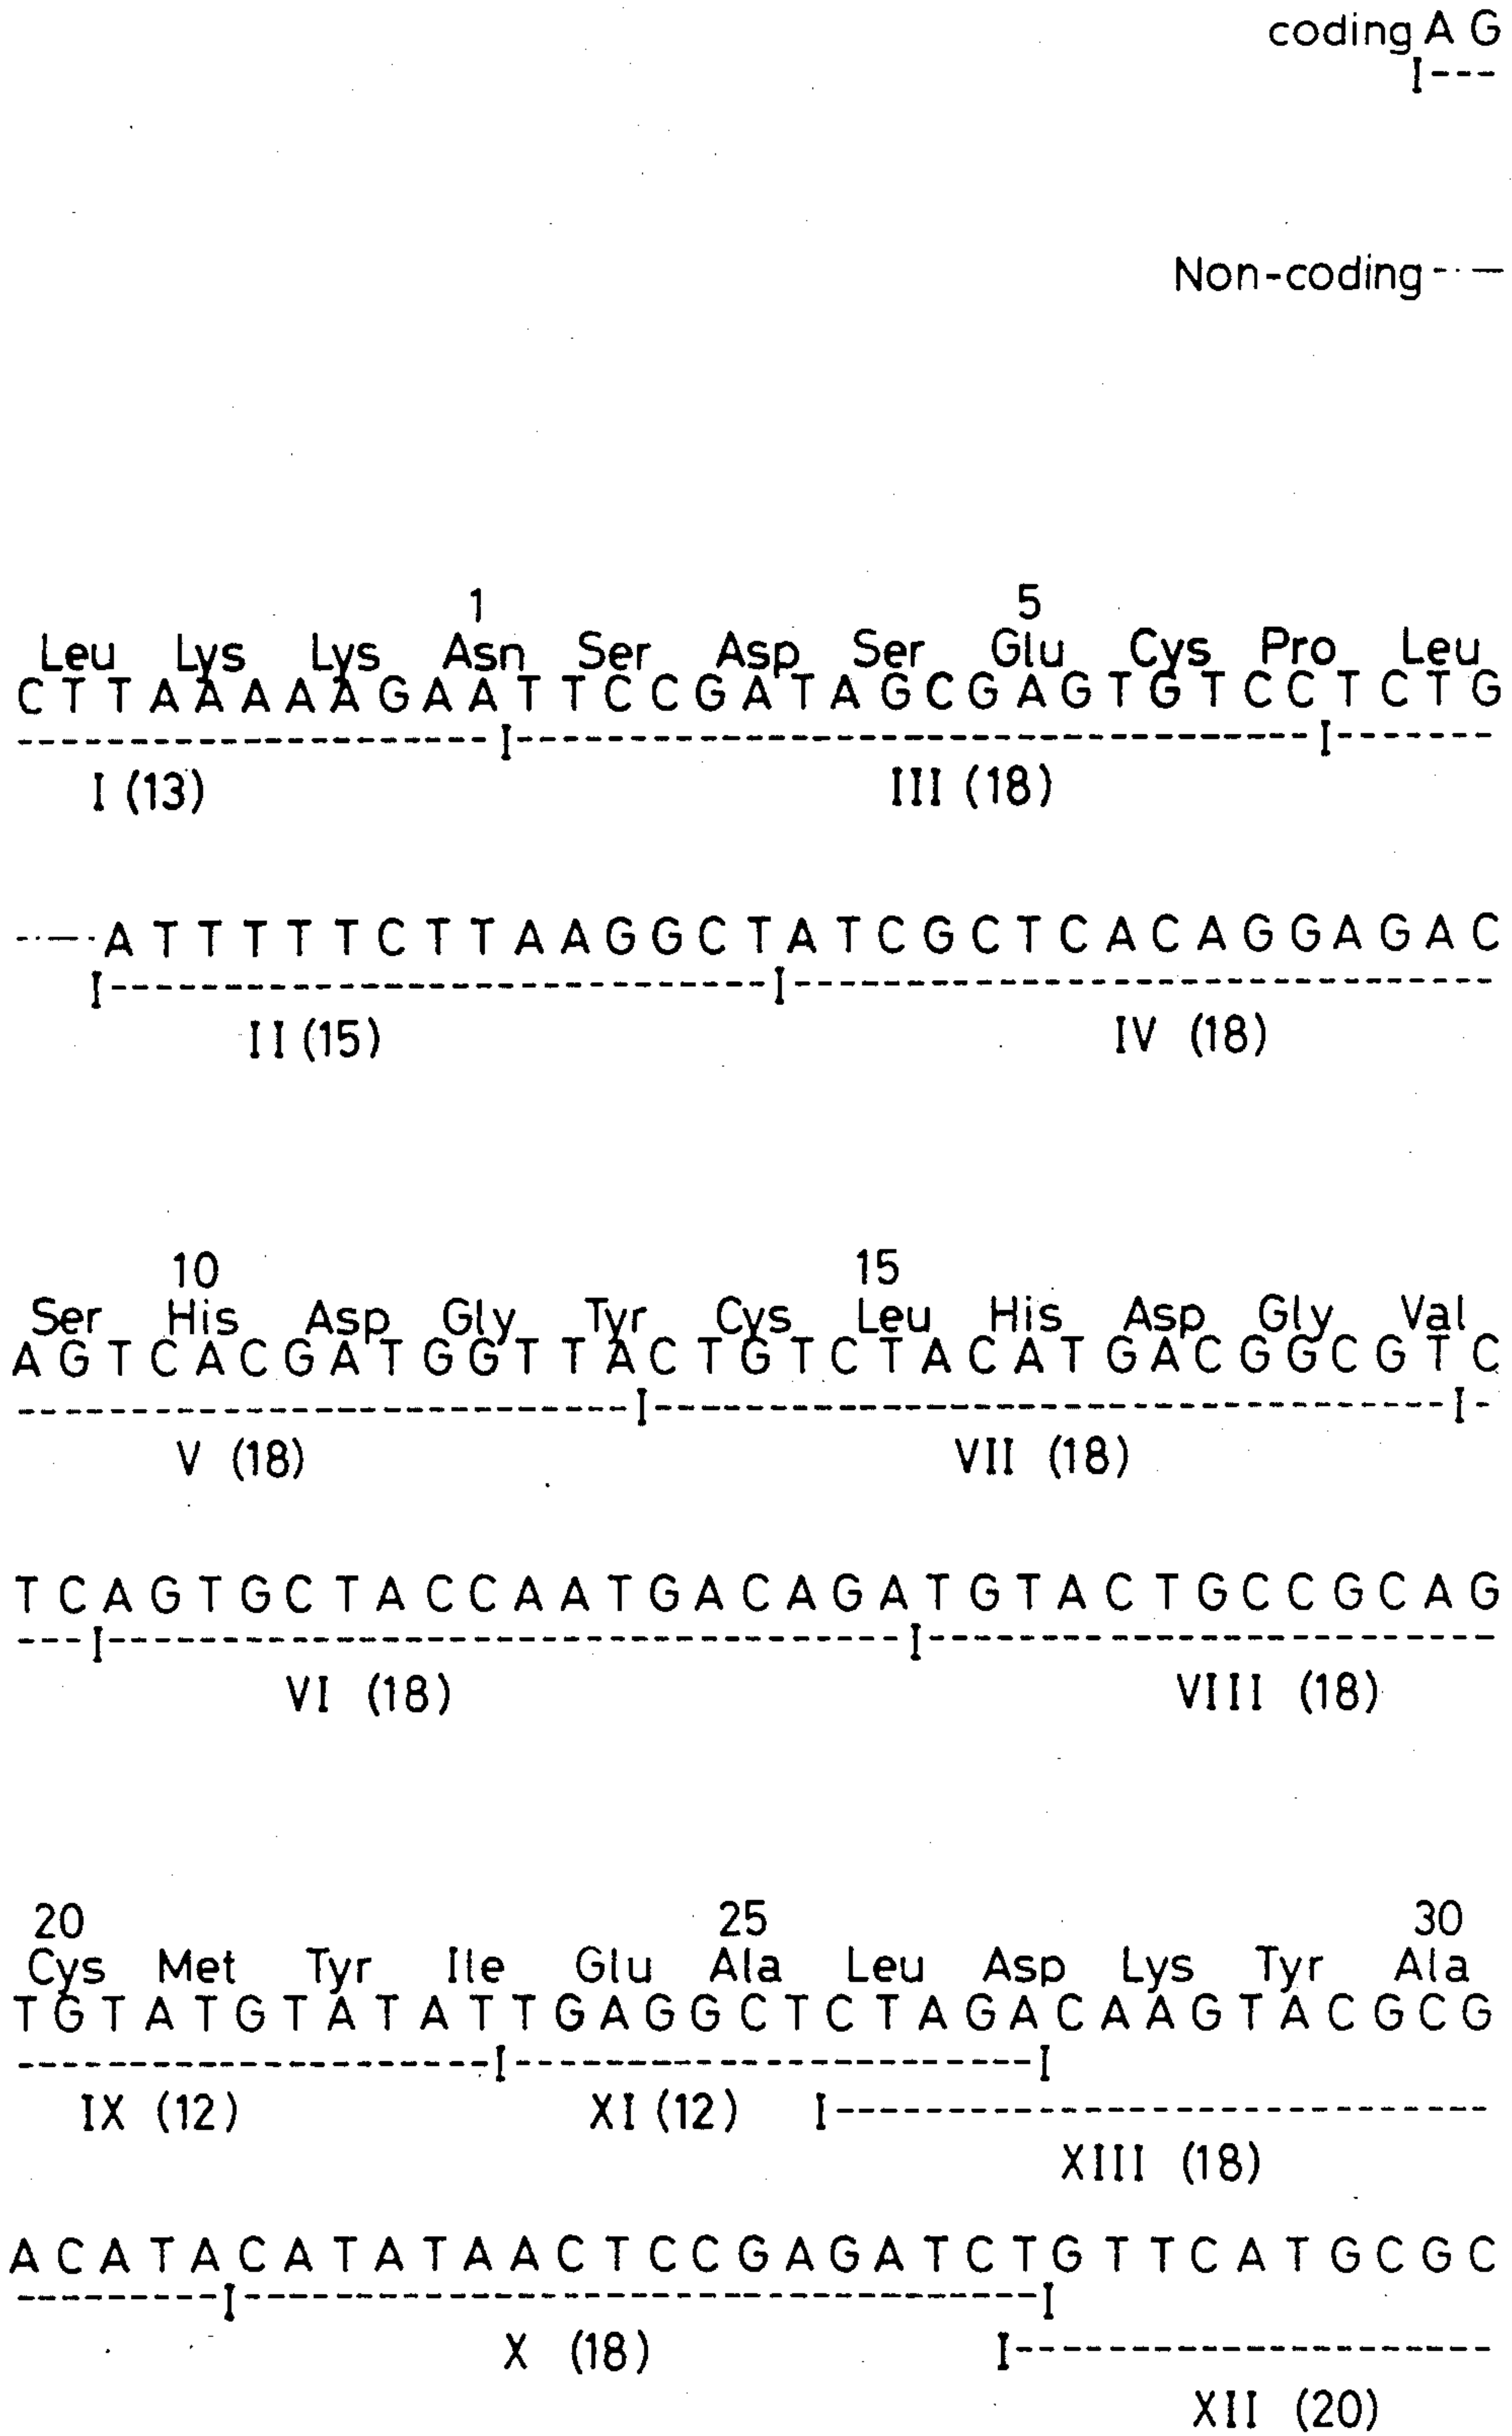 coding A G
I---
Non-coding -·—
1 5
Leu Lys Lys Asn Ser Asp Ser Glu Cys Pro Leu
C T T A A A A A G A A T T C C G A T A G C G A G T G T C C T C T G
I (13) III (18)
-·—·A T T T T T C T T A A G G C T A T C G C T C A C A G G A G A C
II (15) IV (18)
10 15
Ser His Asp Gly Tyr Cys Leu His Asp Gly Val
A G T C A C G A T G G T T A C T G T C T A C A T G A C G G C G T C
V (18) VII (18)
T C A G T G C T A C C A A T G A C A G A T G T A C T G C C G C A G
VI (18) VIII (18)
20 25 30
Cys Met Tyr Ile Glu Ala Leu Asp Lys Tyr Ala
T G T A T G T A T A T T G A G G C T C T A G A C A A G T A C G C G
IX (12) XI (12)
XIII (18)
A C A T A C A T A T A A C T C C G A G A T C T G T T C A T G C G C
X (18)
XII (20)